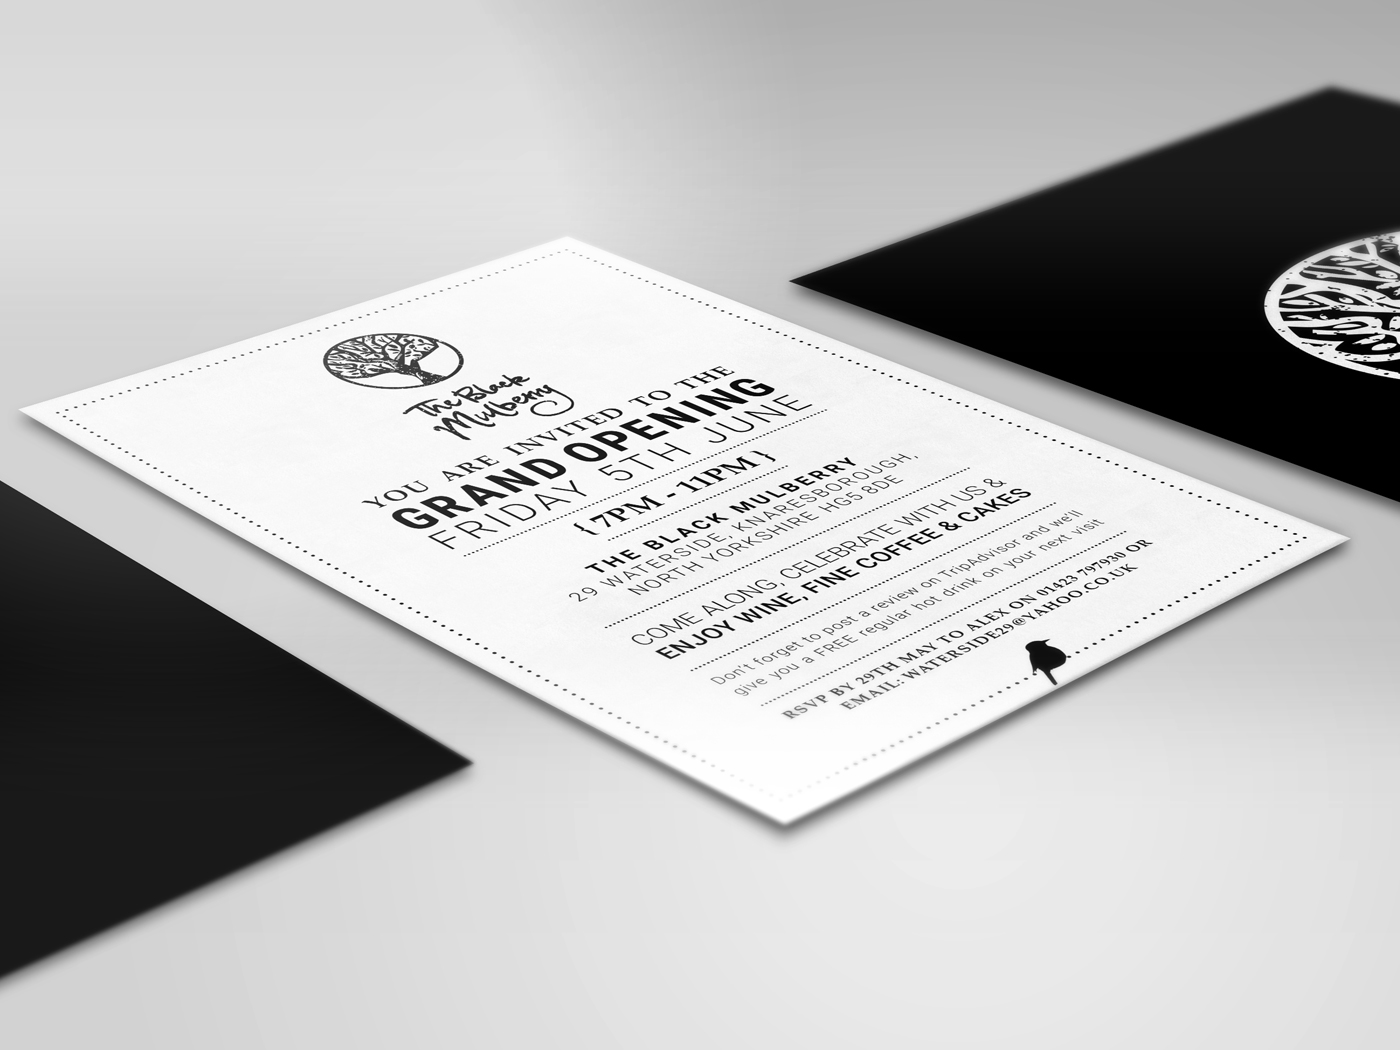 The Black
Mulberry
YOU ARE INVITED TO THE
GRAND OPENING
FRIDAY 5TH JUNE
{ 7PM - 11PM }
THE BLACK MULBERRY
29 WATERSIDE, KNARESBOROUGH,
NORTH YORKSHIRE HG5 8DE
COME ALONG, CELEBRATE WITH US &
ENJOY WINE, FINE COFFEE & CAKES
Don't forget to post a review on TripAdvisor and we'll
give you a FREE regular hot drink on your next visit
RSVP BY 29TH MAY TO ALEX ON 01423 797930 OR
EMAIL: WATERSIDE29@YAHOO.CO.UK